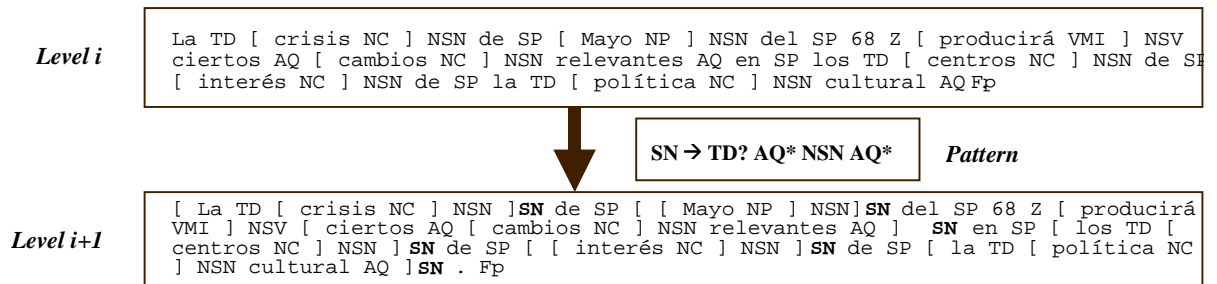 Level i
La TD [ crisis NC ] NSN de SP [ Mayo NP ] NSN del SP 68 Z [ producirá VMI ] NSV
ciertos AQ [ cambios NC ] NSN relevantes AQ en SP los TD [ centros NC ] NSN de SP
[ interés NC ] NSN de SP la TD [ política NC ] NSN cultural AQ . Fp
SN → TD? AQ* NSN AQ*
Pattern
Level i+1
[ La TD [ crisis NC ] NSN ]SN de SP [ [ Mayo NP ] NSN]SN del SP 68 Z [ producirá
VMI ] NSV [ ciertos AQ [ cambios NC ] NSN relevantes AQ ] SN en SP [ los TD [
centros NC ] NSN ]SN de SP [ [ interés NC ] NSN ]SN de SP [ la TD [ política NC
] NSN cultural AQ ]SN . Fp